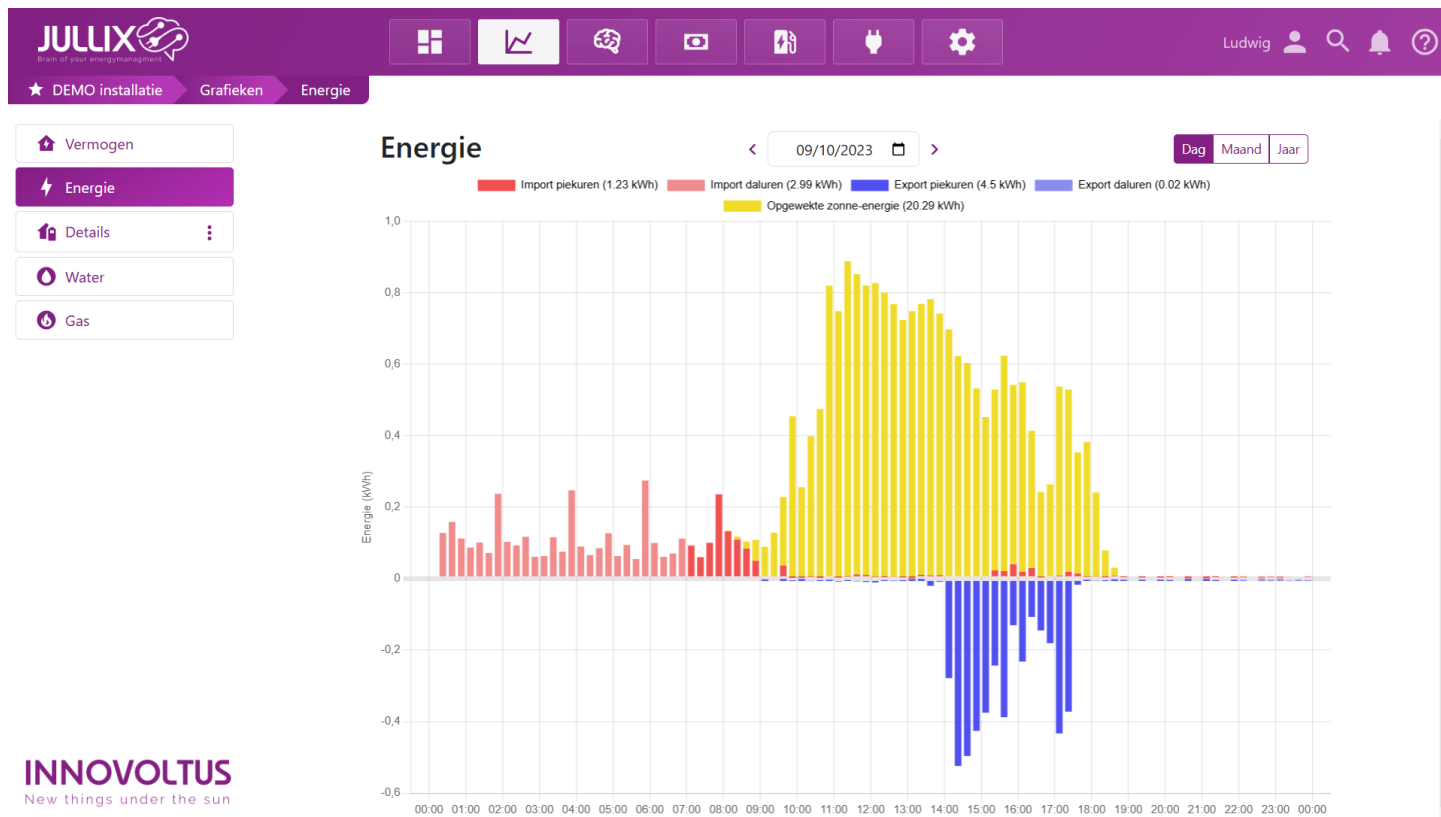 JULLIX
Brain of your energymanagment
Ludwig
DEMO installatie Grafieken Energie
Vermogen
Energie
Details
Water
Gas
INNOVOLTUS
New things under the sun
Energie
09/10/2023
Dag Maand Jaar
Import piekuren (1.23 kWh) Import daluren (2.99 kWh) Export piekuren (4.5 kWh) Export daluren (0.02 kWh)
Opgewekte zonne-energie (20.29 kWh)
Energie (kWh)
1,0
0,8
0,6
0,4
0,2
0
-0,2
-0,4
-0,6
00:00 01:00 02:00 03:00 04:00 05:00 06:00 07:00 08:00 09:00 10:00 11:00 12:00 13:00 14:00 15:00 16:00 17:00 18:00 19:00 20:00 21:00 22:00 23:00 00:00